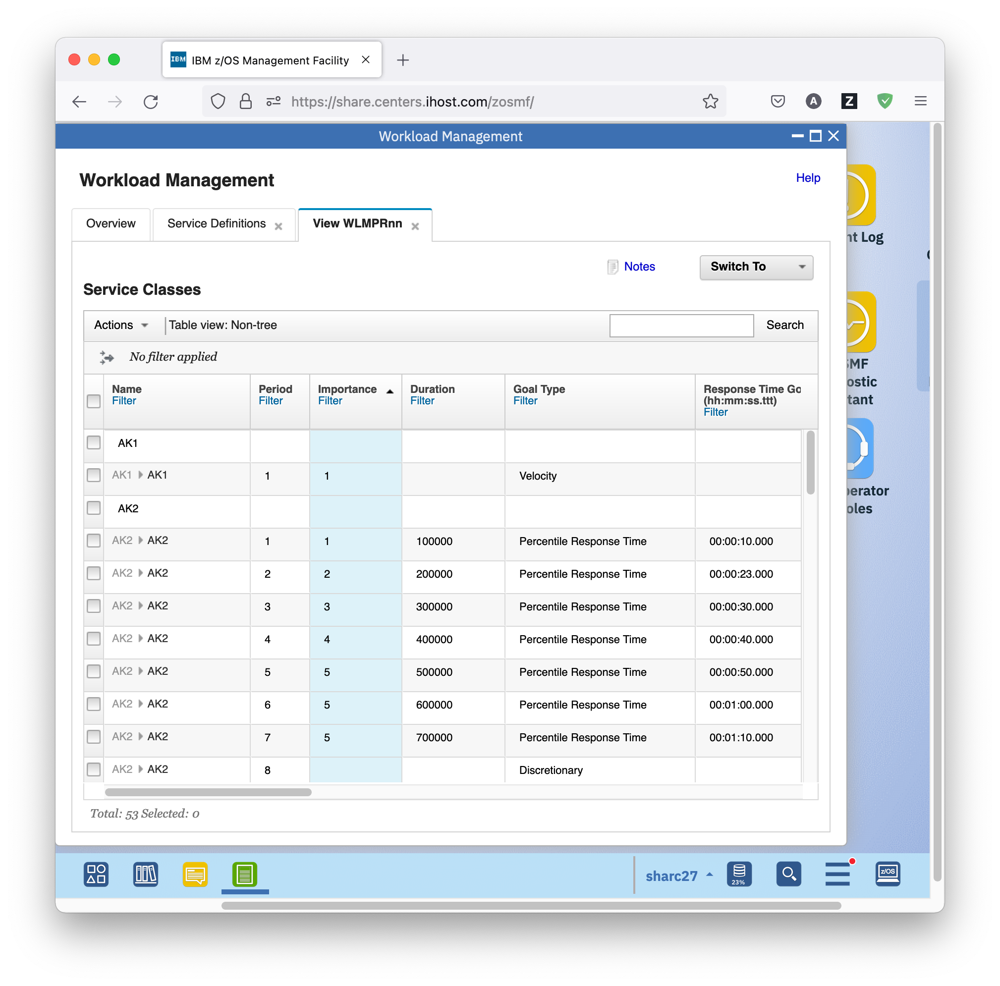 IBM IBM z/OS Management Facility
https://share.centers.ihost.com/zosmf/
A
Z
Workload Management
Workload Management
Help
Overview
Service Definitions
View WLMPRnn
Notes
Switch To
Service Classes
Actions
Table view: Non-tree
Search
No filter applied
Name Period Importance Duration Goal Type Response Time Go
(hh:mm:ss.ttt)
Filter Filter Filter Filter Filter Filter
AK1
AK1 AK1 1 1 Velocity
AK2
AK2 AK2 1 1 100000 Percentile Response Time 00:00:10.000
AK2 AK2 2 2 200000 Percentile Response Time 00:00:23.000
AK2 AK2 3 3 300000 Percentile Response Time 00:00:30.000
AK2 AK2 4 4 400000 Percentile Response Time 00:00:40.000
AK2 AK2 5 5 500000 Percentile Response Time 00:00:50.000
AK2 AK2 6 5 600000 Percentile Response Time 00:01:00.000
AK2 AK2 7 5 700000 Percentile Response Time 00:01:10.000
AK2 AK2 8 Discretionary
Total: 53 Selected: 0
nt Log
SMF
ostic
tant
perator
oles
sharc27
23%
z/OS